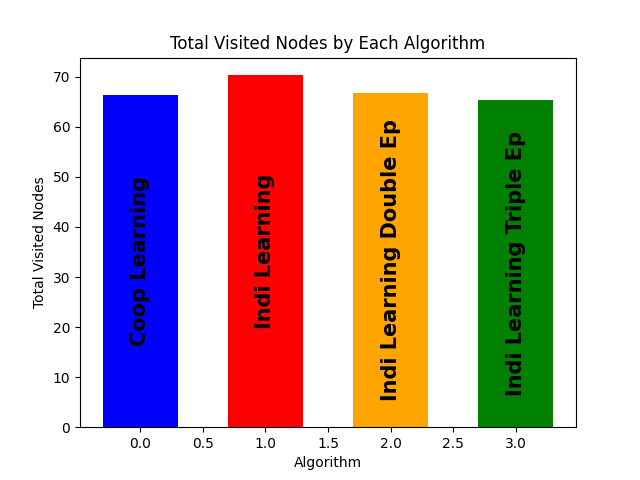 Total Visited Nodes by Each Algorithm
Total Visited Nodes
70
60
50
40
30
20
10
0
Coop Learning
Indi Learning
Indi Learning Double Ep
Indi Learning Triple Ep
0.0 0.5 1.0 1.5 2.0 2.5 3.0
Algorithm